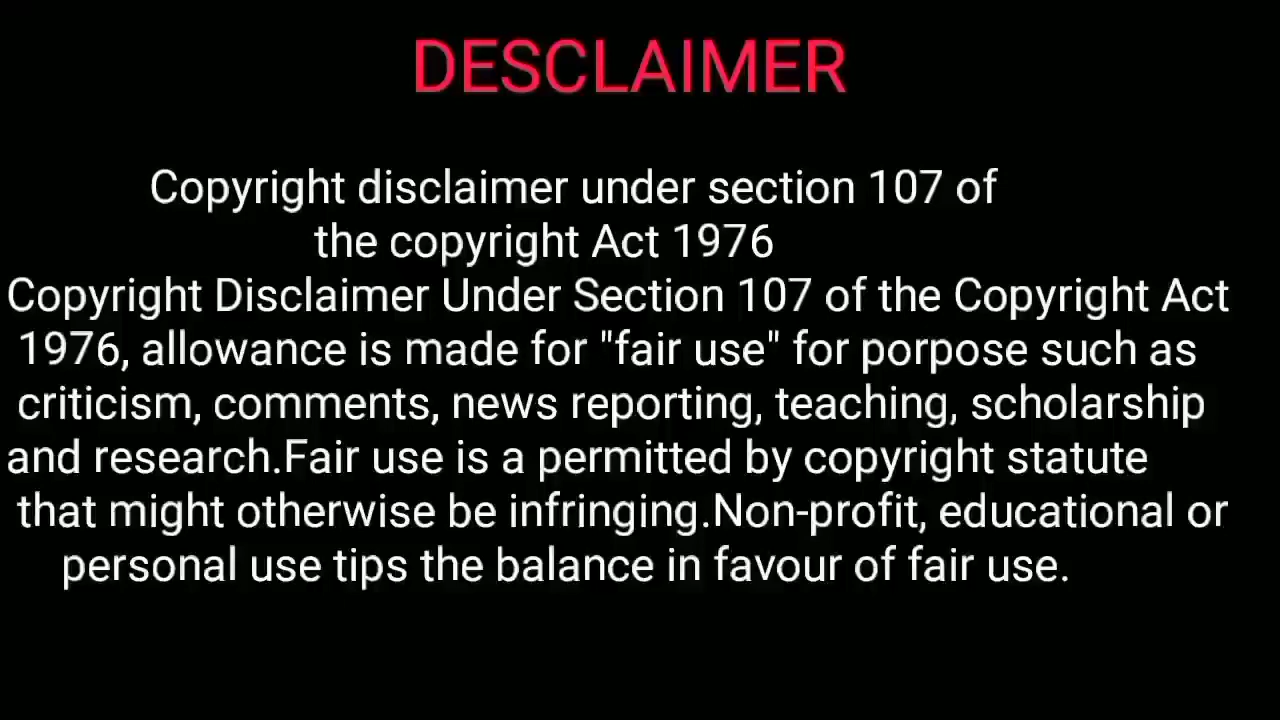 DESCLAIMER
Copyright disclaimer under section 107 of
the copyright Act 1976
Copyright Disclaimer Under Section 107 of the Copyright Act
1976, allowance is made for "fair use" for porpose such as
criticism, comments, news reporting, teaching, scholarship
and research.Fair use is a permitted by copyright statute
that might otherwise be infringing.Non-profit, educational or
personal use tips the balance in favour of fair use.